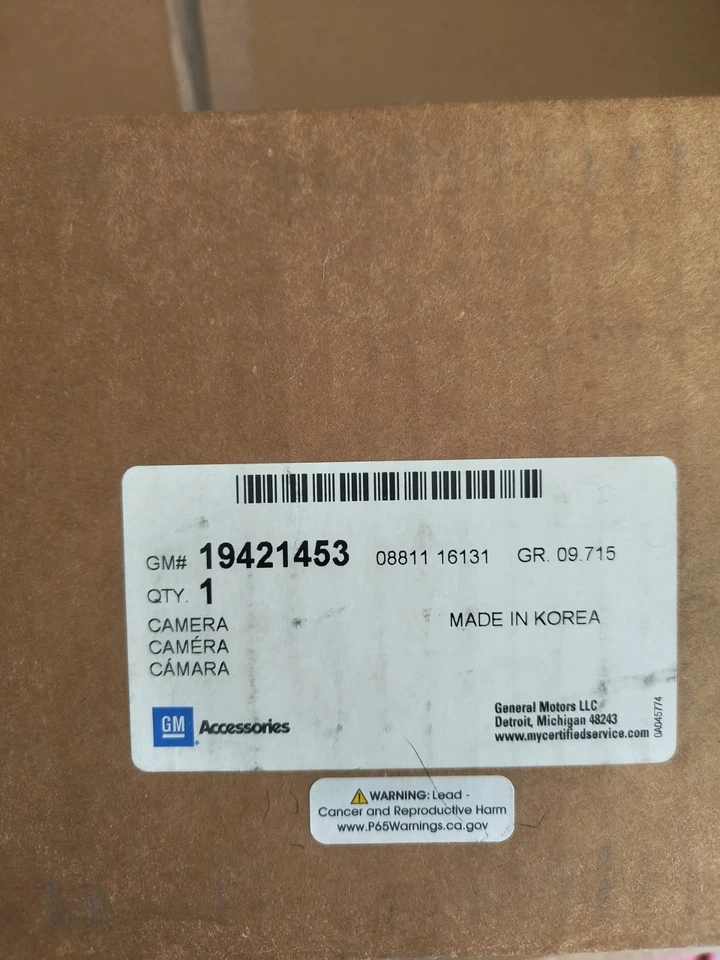 GM# 19421453 08811 16131 GR. 09.715
QTY. 1
CAMERA
CAMÉRA
CÁMARA
MADE IN KOREA
GM Accessories
General Motors LLC
Detroit, Michigan 48243
www.mycertifiedservice.com
0A045774
WARNING: Lead -
Cancer and Reproductive Harm
www.P65Warnings.ca.gov